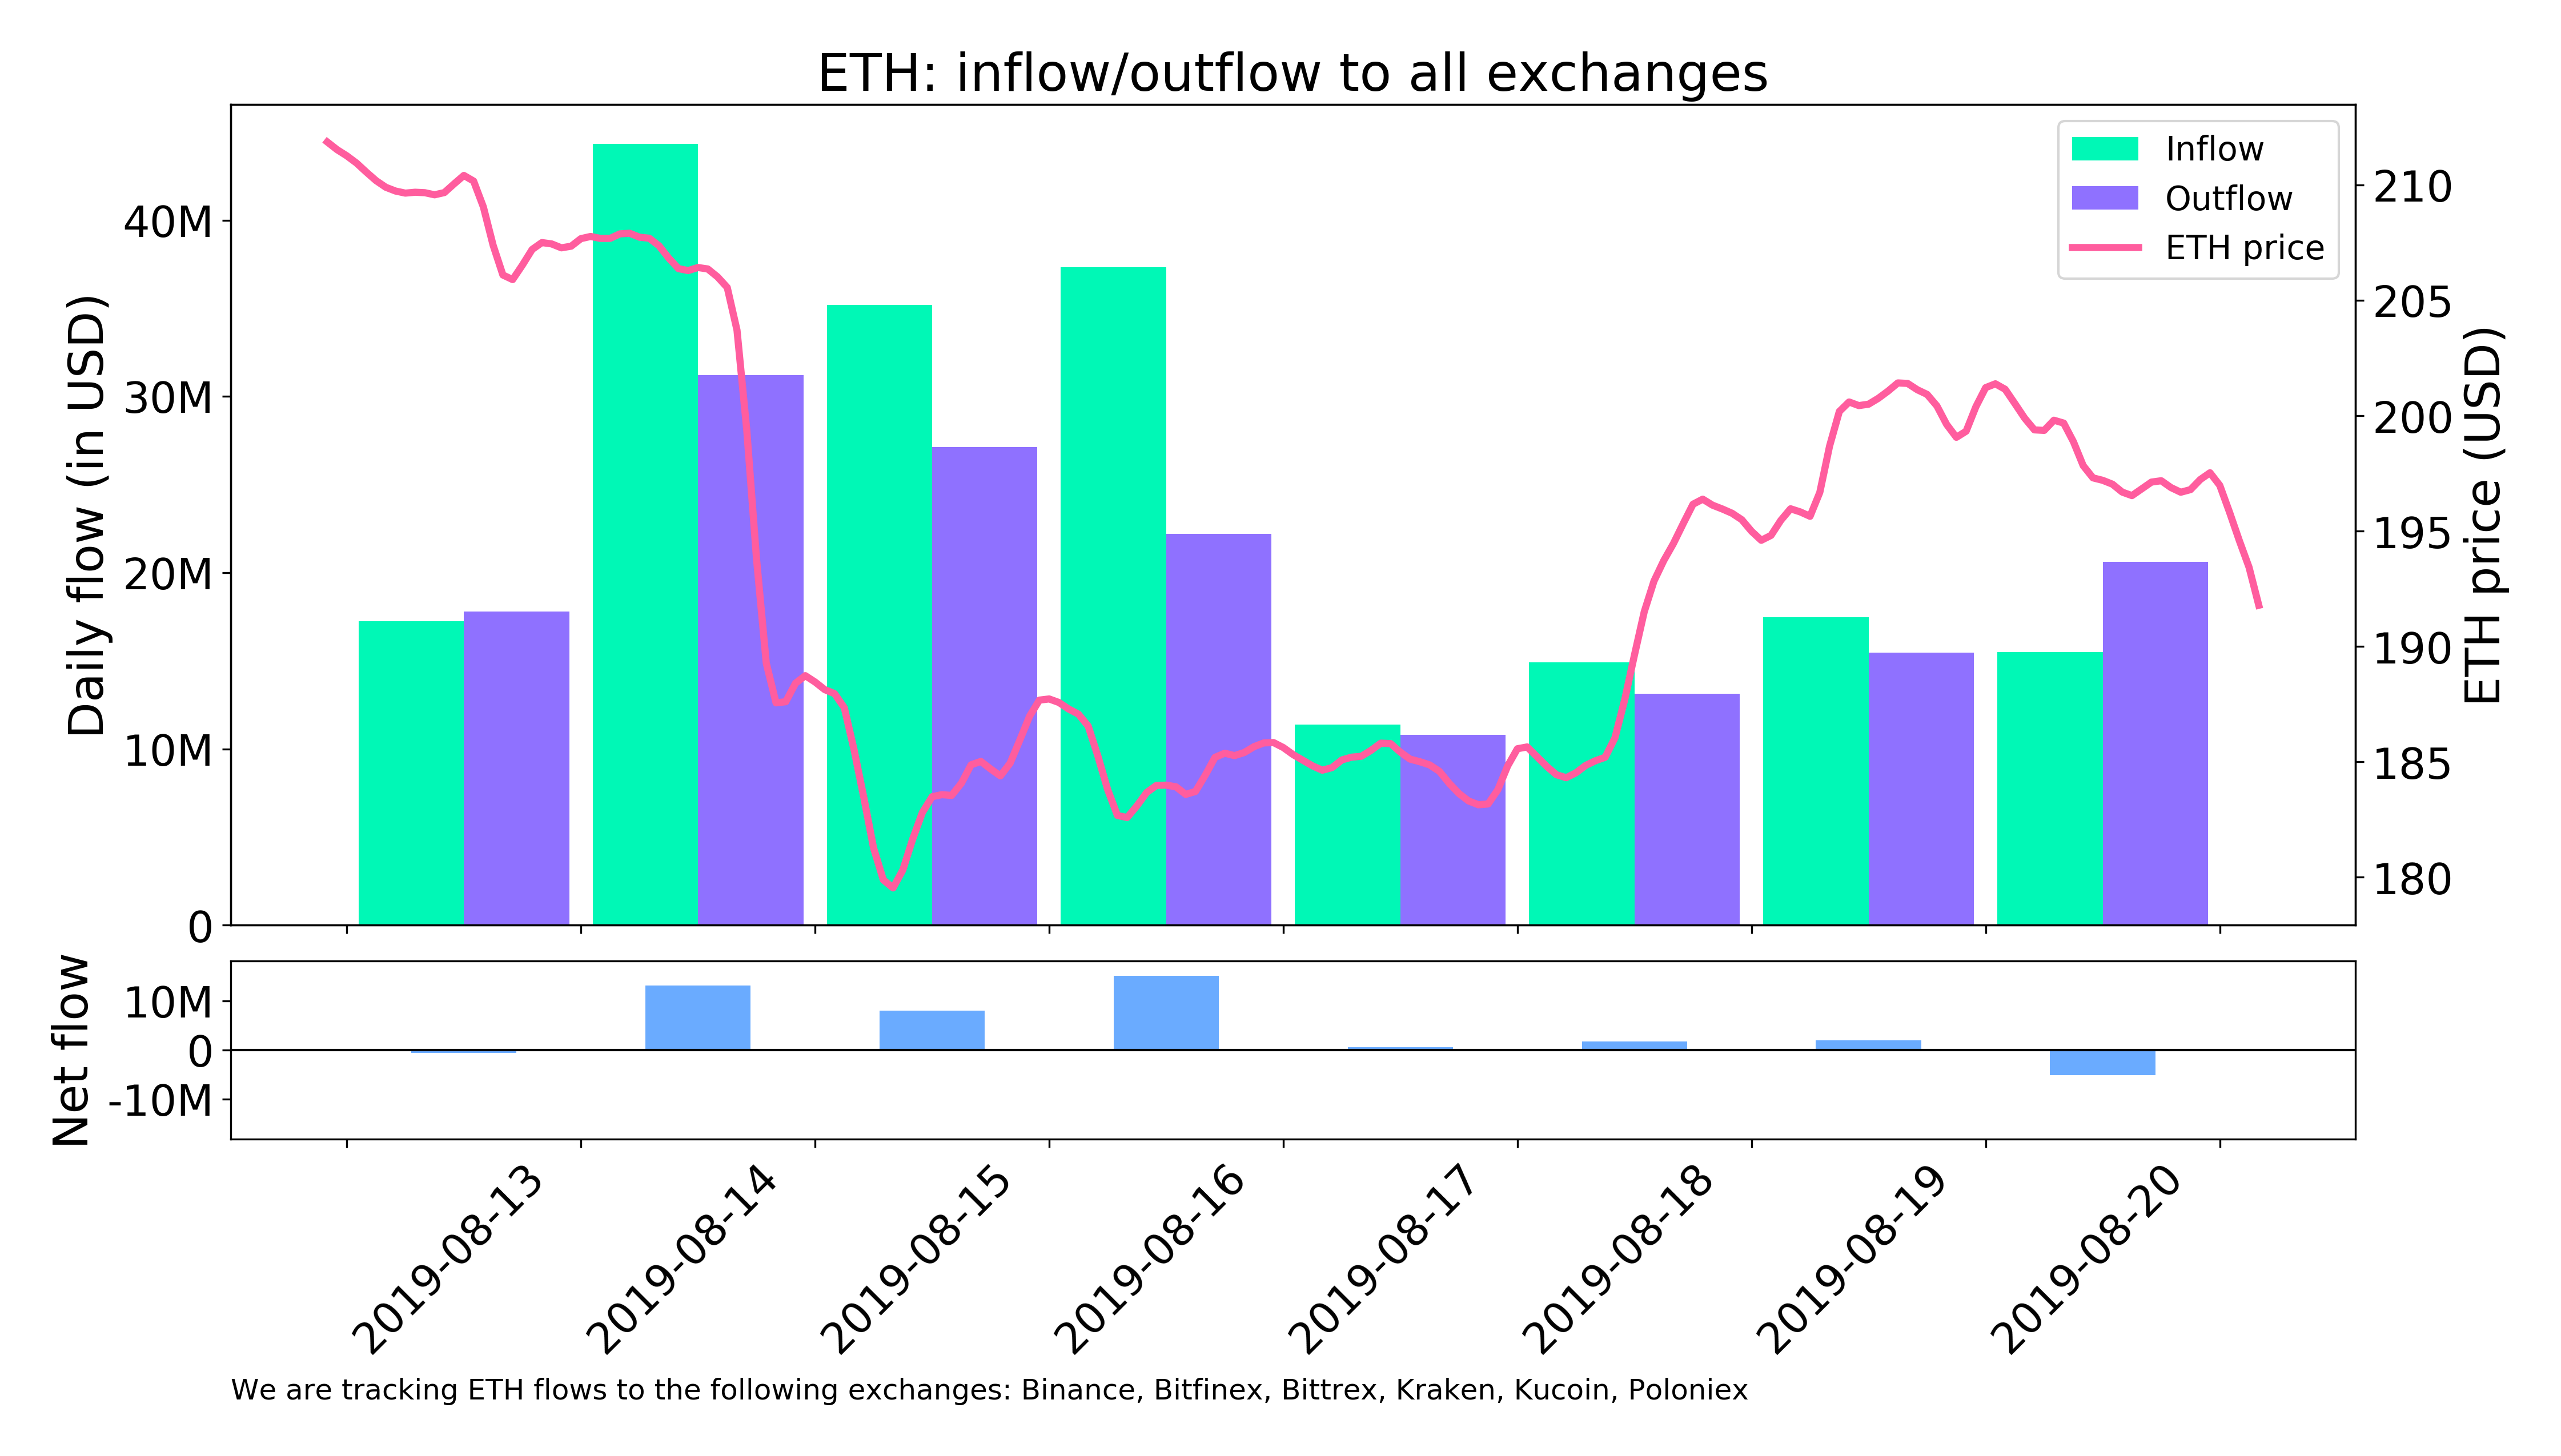 ETH: inflow/outflow to all exchanges
Inflow
Outflow
ETH price
Daily flow (in USD)
40M
30M
20M
10M
0
ETH price (USD)
210
205
200
195
190
185
180
Net flow
10M
0
-10M
2019-08-13
2019-08-14
2019-08-15
2019-08-16
2019-08-17
2019-08-18
2019-08-19
2019-08-20
We are tracking ETH flows to the following exchanges: Binance, Bitfinex, Bittrex, Kraken, Kucoin, Poloniex